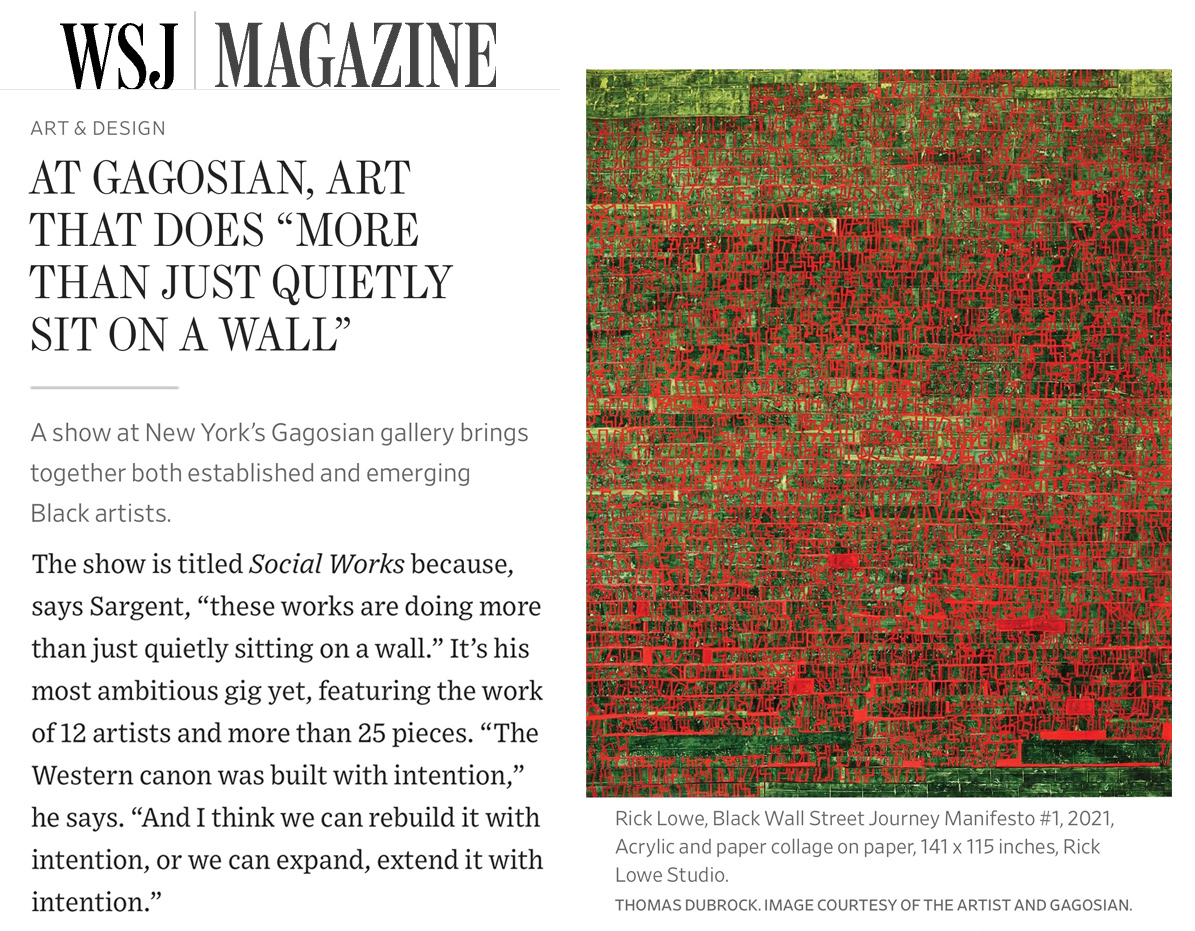 WSJ | MAGAZINE
ART & DESIGN
AT GAGOSIAN, ART
THAT DOES “MORE
THAN JUST QUIETLY
SIT ON A WALL”
A show at New York’s Gagosian gallery brings
together both established and emerging
Black artists.
The show is titled Social Works because,
says Sargent, “these works are doing more
than just quietly sitting on a wall.” It’s his
most ambitious gig yet, featuring the work
of 12 artists and more than 25 pieces. “The
Western canon was built with intention,”
he says. “And I think we can rebuild it with
intention, or we can expand, extend it with
intention.”
Rick Lowe, Black Wall Street Journey Manifesto #1, 2021,
Acrylic and paper collage on paper, 141 x 115 inches, Rick
Lowe Studio.
THOMAS DUBROCK. IMAGE COURTESY OF THE ARTIST AND GAGOSIAN.